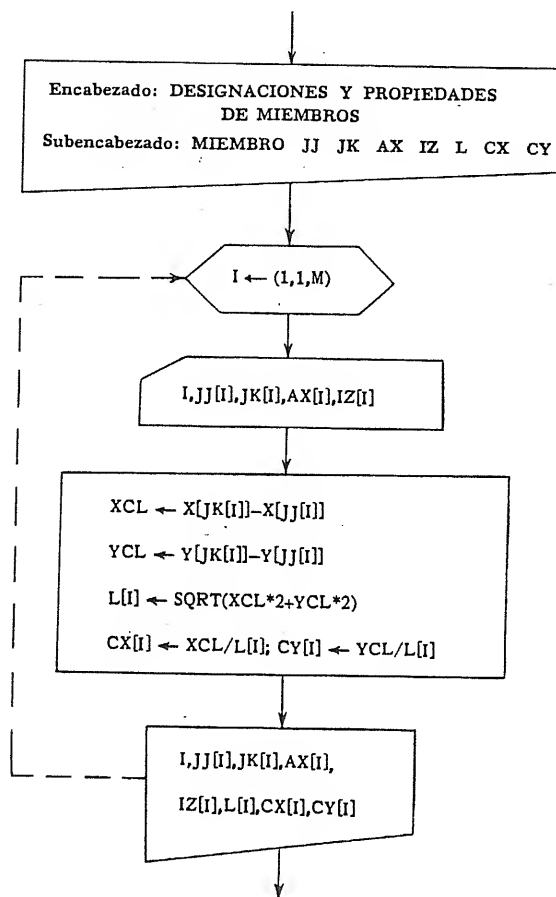 Encabezado: DESIGNACIONES Y PROPIEDADES
DE MIEMBROS
Subencabezado: MIEMBRO JJ JK AX IZ L CX CY
I ← (1,1,M)
I,JJ[I],JK[I],AX[I],IZ[I]
XCL ← X[JK[I]]–X[JJ[I]]
YCL ← Y[JK[I]]–Y[JJ[I]]
L[I] ← SQRT(XCL*2+YCL*2)
CX[I] ← XCL/L[I]; CY[I] ← YCL/L[I]
I,JJ[I],JK[I],AX[I],
IZ[I],L[I],CX[I],CY[I]